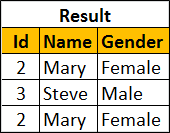 Result
Id Name Gender
2 Mary Female
3 Steve Male
2 Mary Female